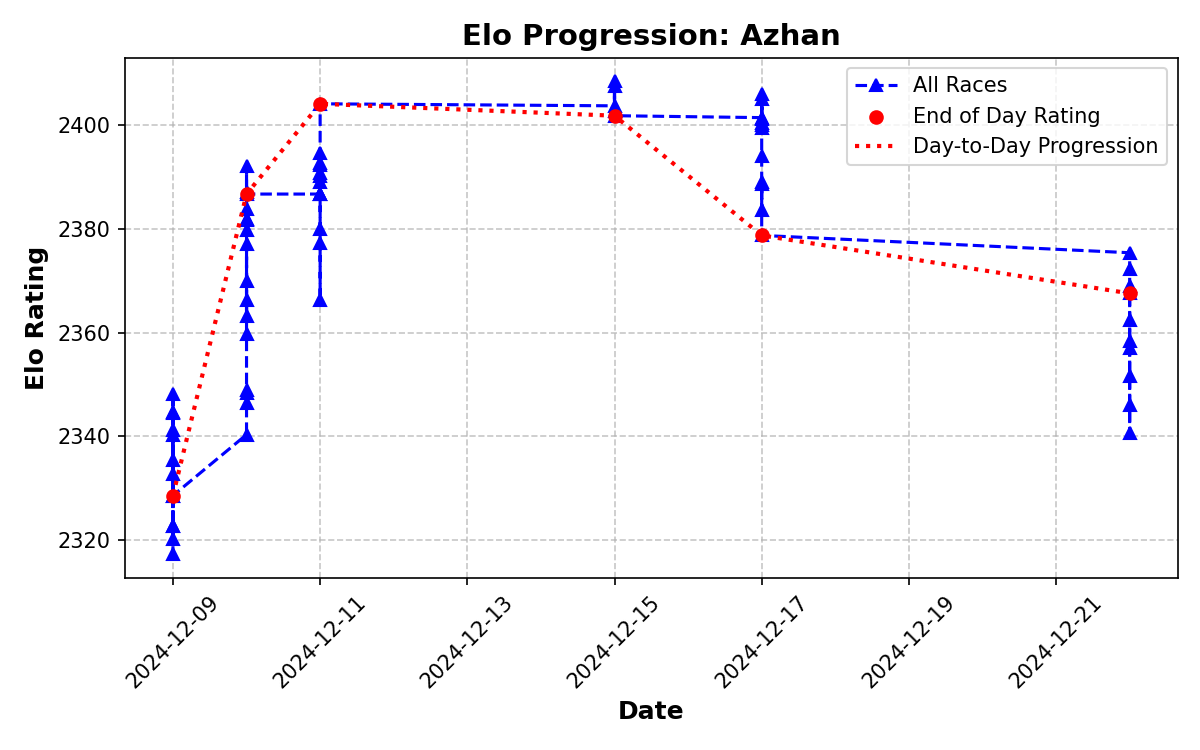 Elo Progression: Azhan
All Races
End of Day Rating
Day-to-Day Progression
Elo Rating
2400
2380
2360
2340
2320
2024-12-09
2024-12-11
2024-12-13
2024-12-15
2024-12-17
2024-12-19
2024-12-21
Date